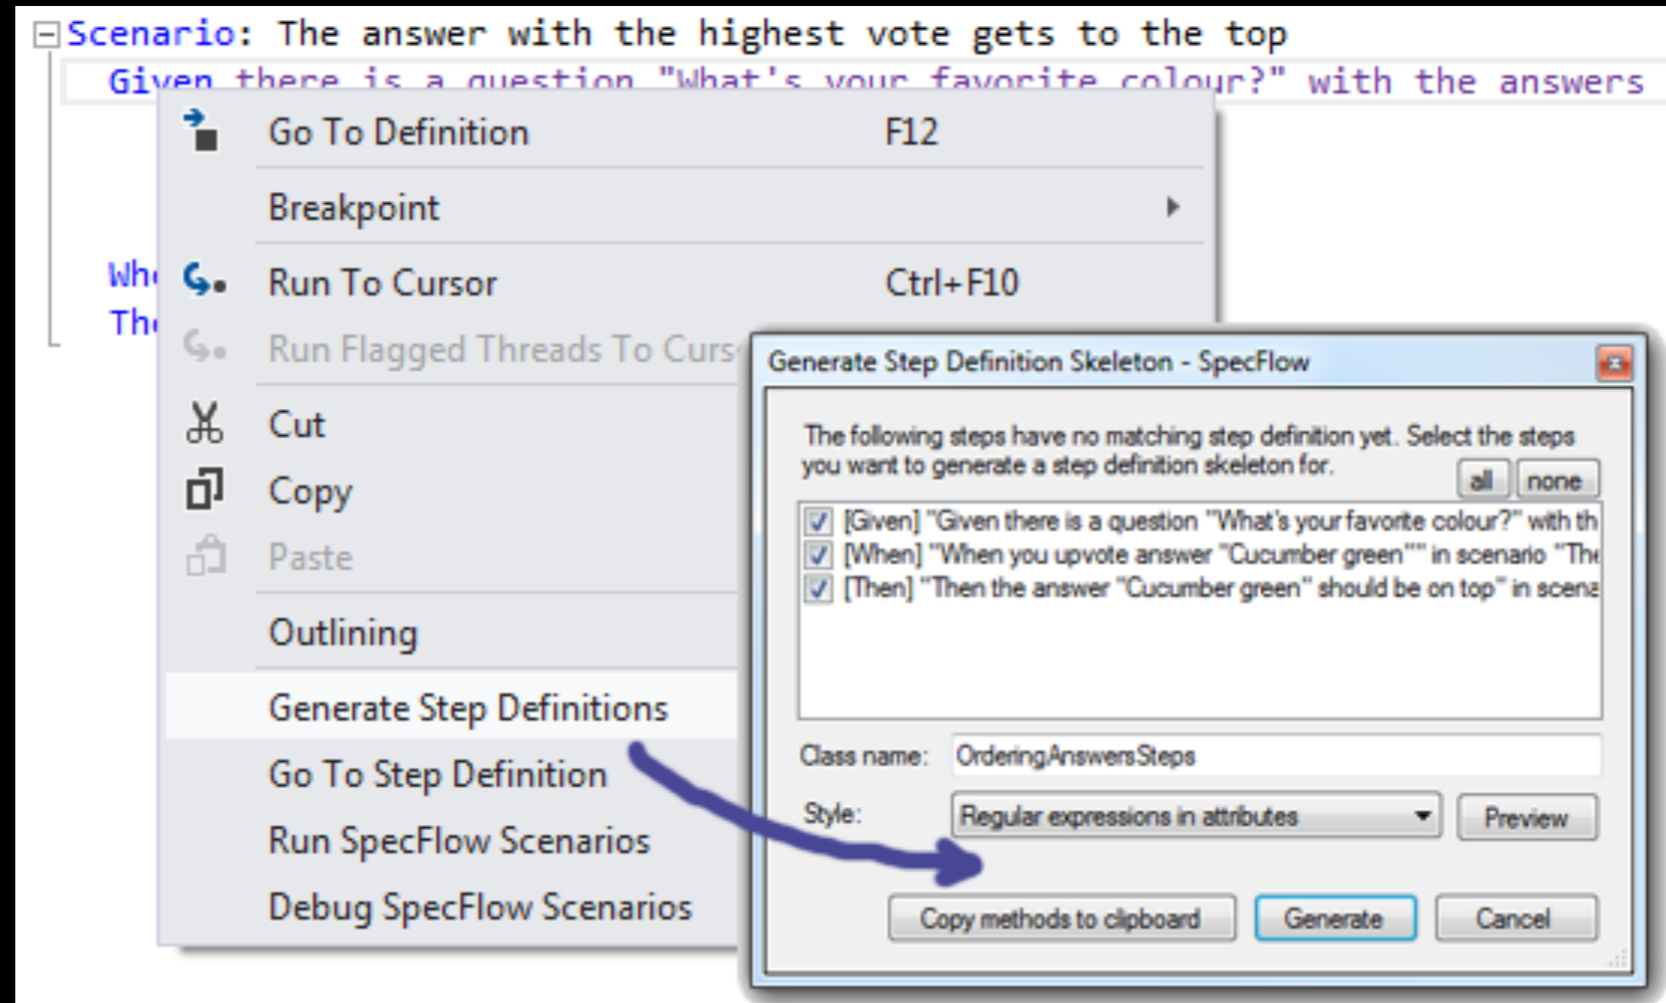 Scenario: The answer with the highest vote gets to the top
Given there is a question "What's your favorite colour?" with the answers
Go To Definition F12
Breakpoint
Run To Cursor Ctrl+F10
Run Flagged Threads To
Cut
Copy
Paste
Outlining
Generate Step Definitions
Go To Step Definition
Run SpecFlow Scenarios
Debug SpecFlow Scenarios
Generate Step Definition Skeleton - SpecFlow
The following steps have no matching step definition yet. Select the steps
you want to generate a step definition skeleton for.
all none
[Given] "Given there is a question "What's your favorite colour?" with th
[When] "When you upvote answer "Cucumber green"" in scenario "The
[Then] "Then the answer "Cucumber green" should be on top" in scena
Class name: OrderingAnswersSteps
Style: Regular expressions in attributes Preview
Copy methods to clipboard Generate Cancel